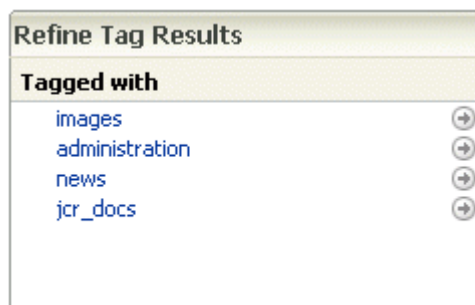 Refine Tag Results
Tagged with
images
administration
news
jcr_docs